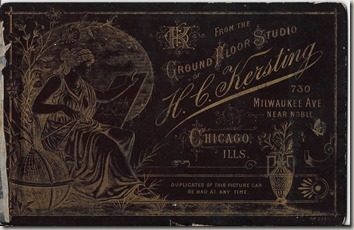 FROM THE
GROUND FLOOR STUDIO
OF
H. C. Kersting
730
MILWAUKEE AVE
NEAR NOBLE
CHICAGO,
ILLS.
DUPLICATES OF THIS PICTURE CAN
BE HAD AT ANY TIME.